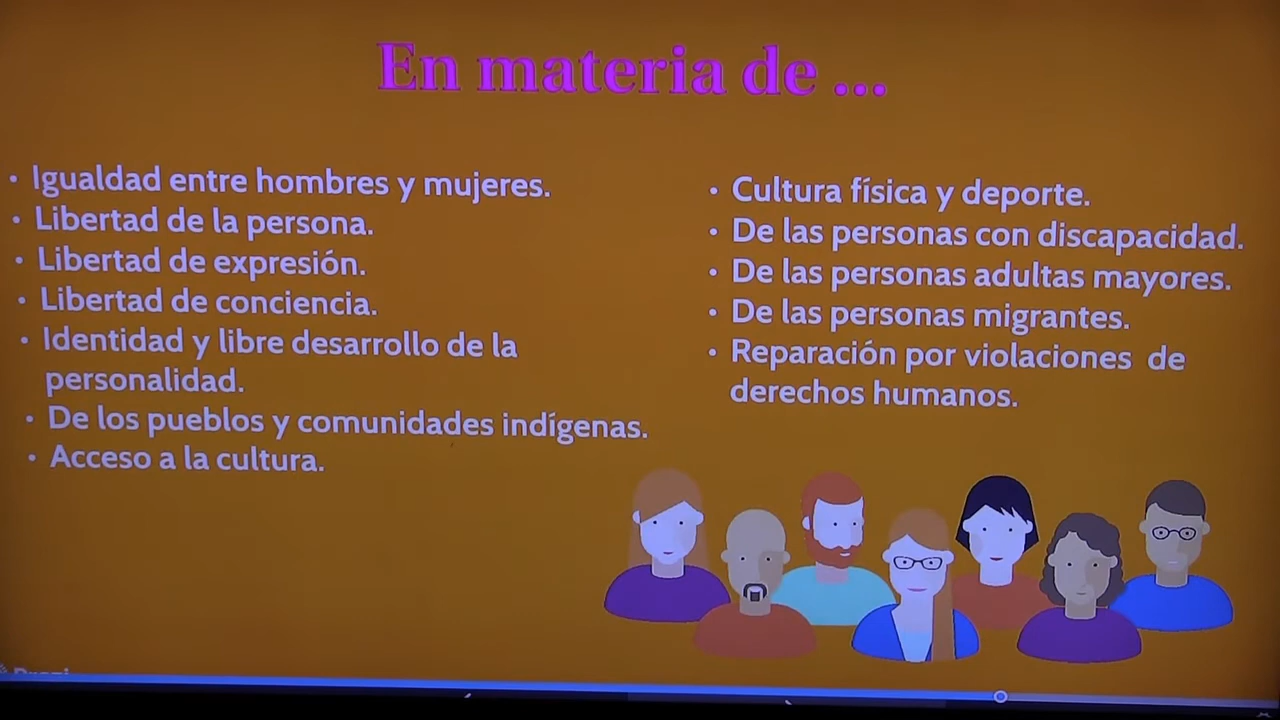 En materia de ...
• Igualdad entre hombres y mujeres.
• Libertad de la persona.
• Libertad de expresión.
• Libertad de conciencia.
• Identidad y libre desarrollo de la
personalidad.
• De los pueblos y comunidades indígenas.
• Acceso a la cultura.
• Cultura física y deporte.
• De las personas con discapacidad.
• De las personas adultas mayores.
• De las personas migrantes.
• Reparación por violaciones de
derechos humanos.